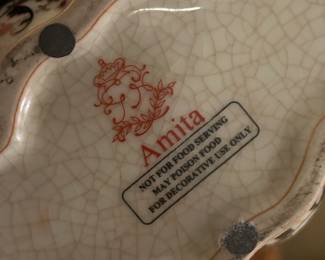 Amita
NOT FOR FOOD SERVING
MAY POISON FOOD
FOR DECORATIVE USE ONLY